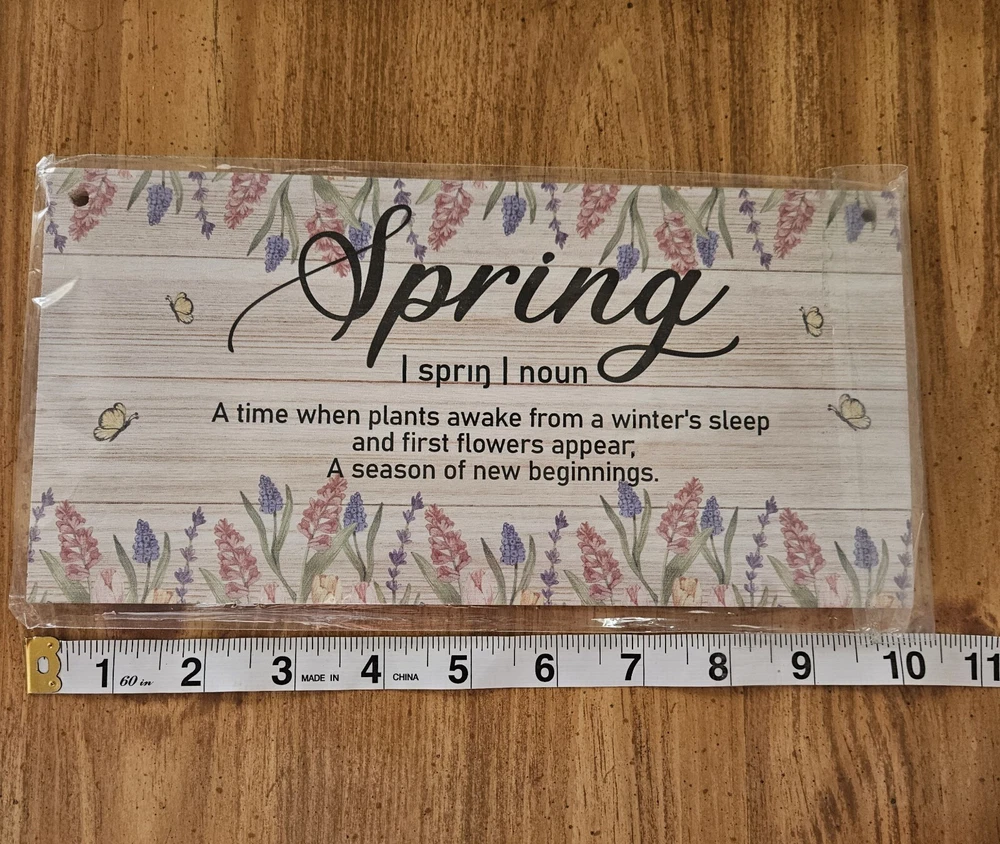 Spring
| sprıŋ | noun
A time when plants awake from a winter's sleep
and first flowers appear;
A season of new beginnings.
1 60 in 2 3 MADE IN 4 CHINA 5 6 7 8 9 10 11